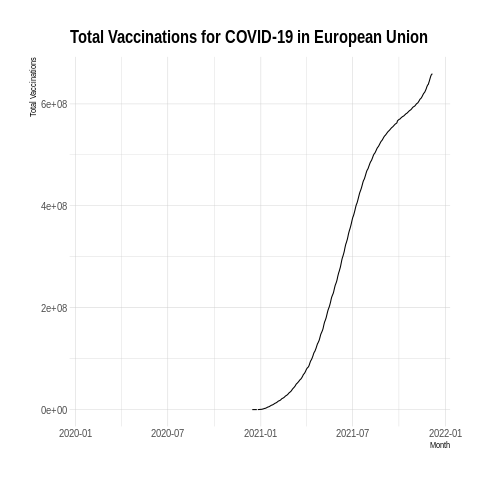 Total Vaccinations for COVID-19 in European Union
Total Vaccinations
6e+08
4e+08
2e+08
0e+00
2020-01 2020-07 2021-01 2021-07 2022-01
Month